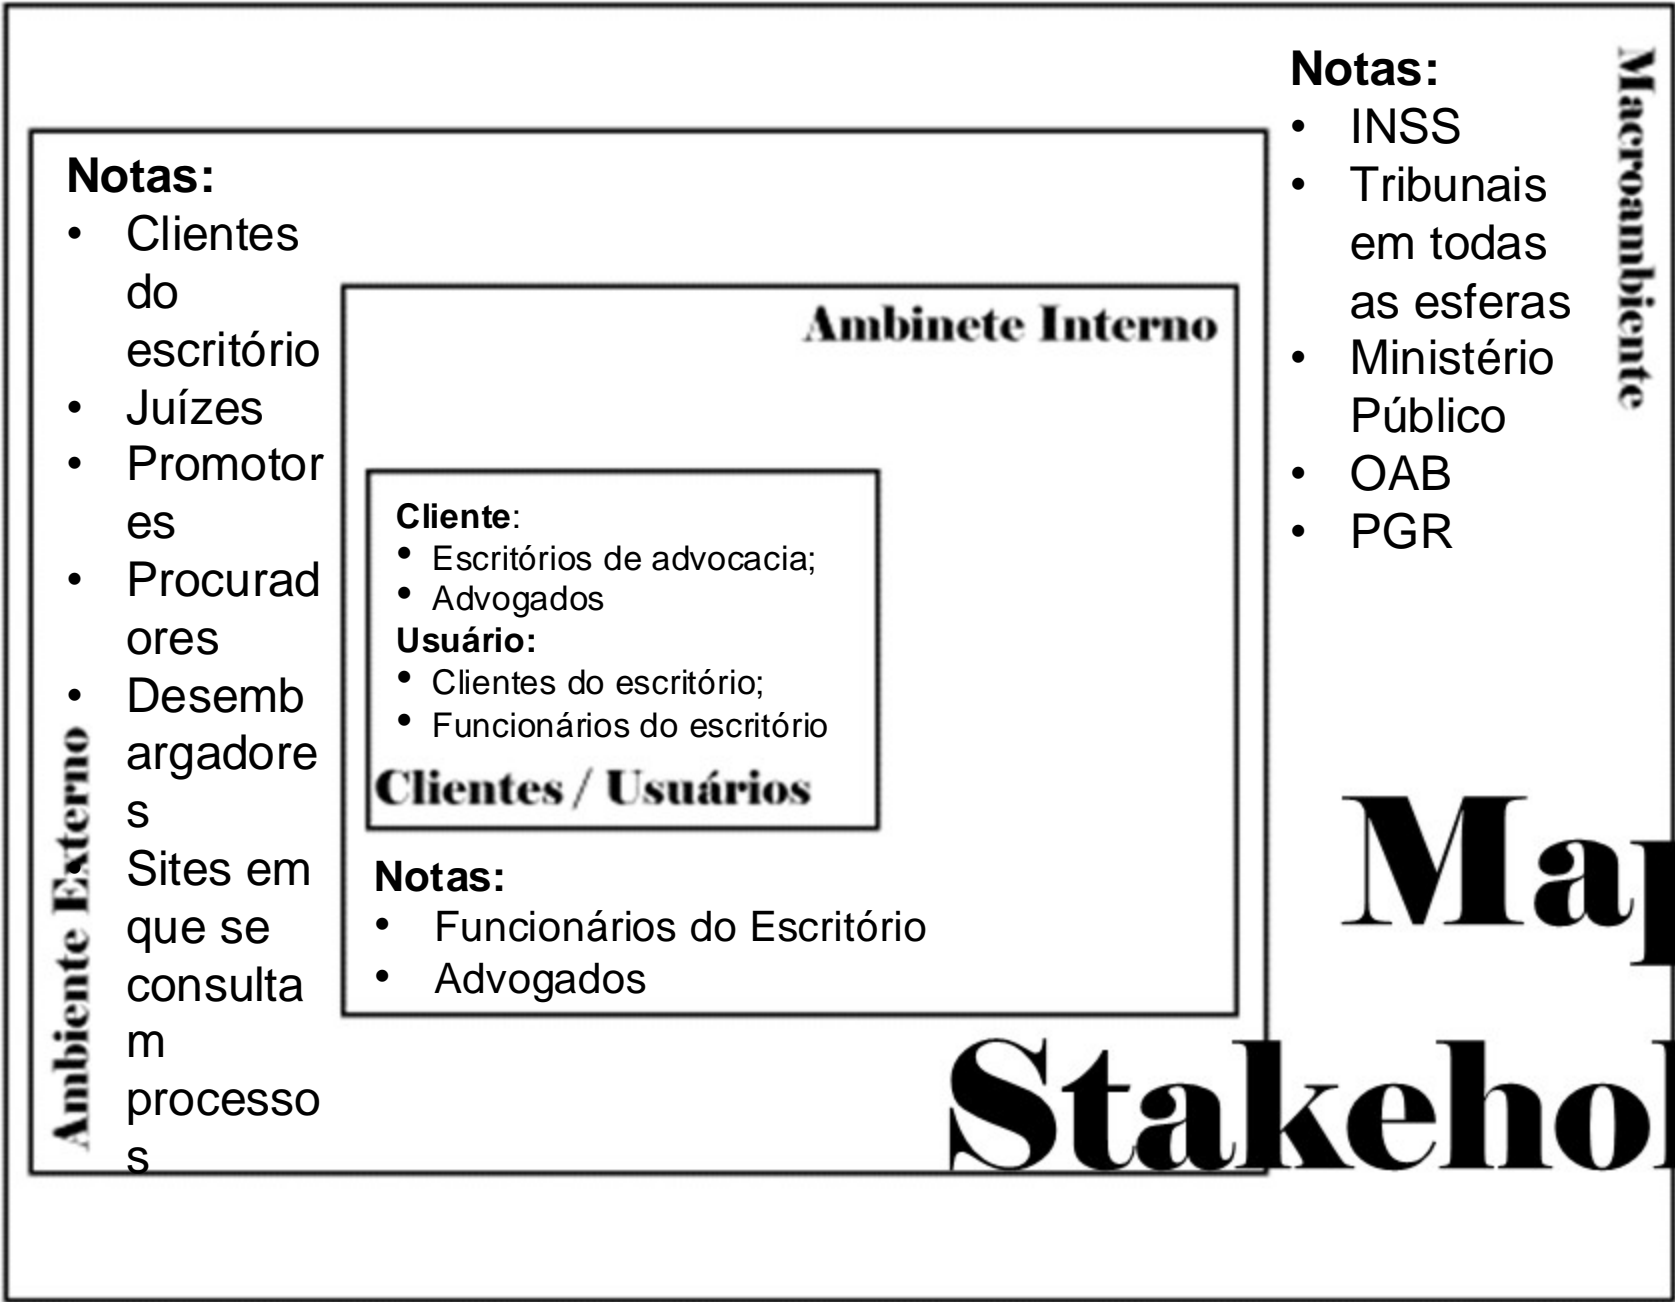 Notas:
• INSS
• Tribunais
em todas
as esferas
• Ministério
Público
• OAB
• PGR
Macroambiente
Notas:
• Clientes
do
escritório
• Juízes
• Promotor
es
• Procurad
ores
• Desemb
argadore
s
• Sites em
que se
consulta
m
processo
s
Ambiente Externo
Ambinete Interno
Cliente:
• Escritórios de advocacia;
• Advogados
Usuário:
• Clientes do escritório;
• Funcionários do escritório
Clientes / Usuários
Notas:
• Funcionários do Escritório
• Advogados
Map
Stakehol